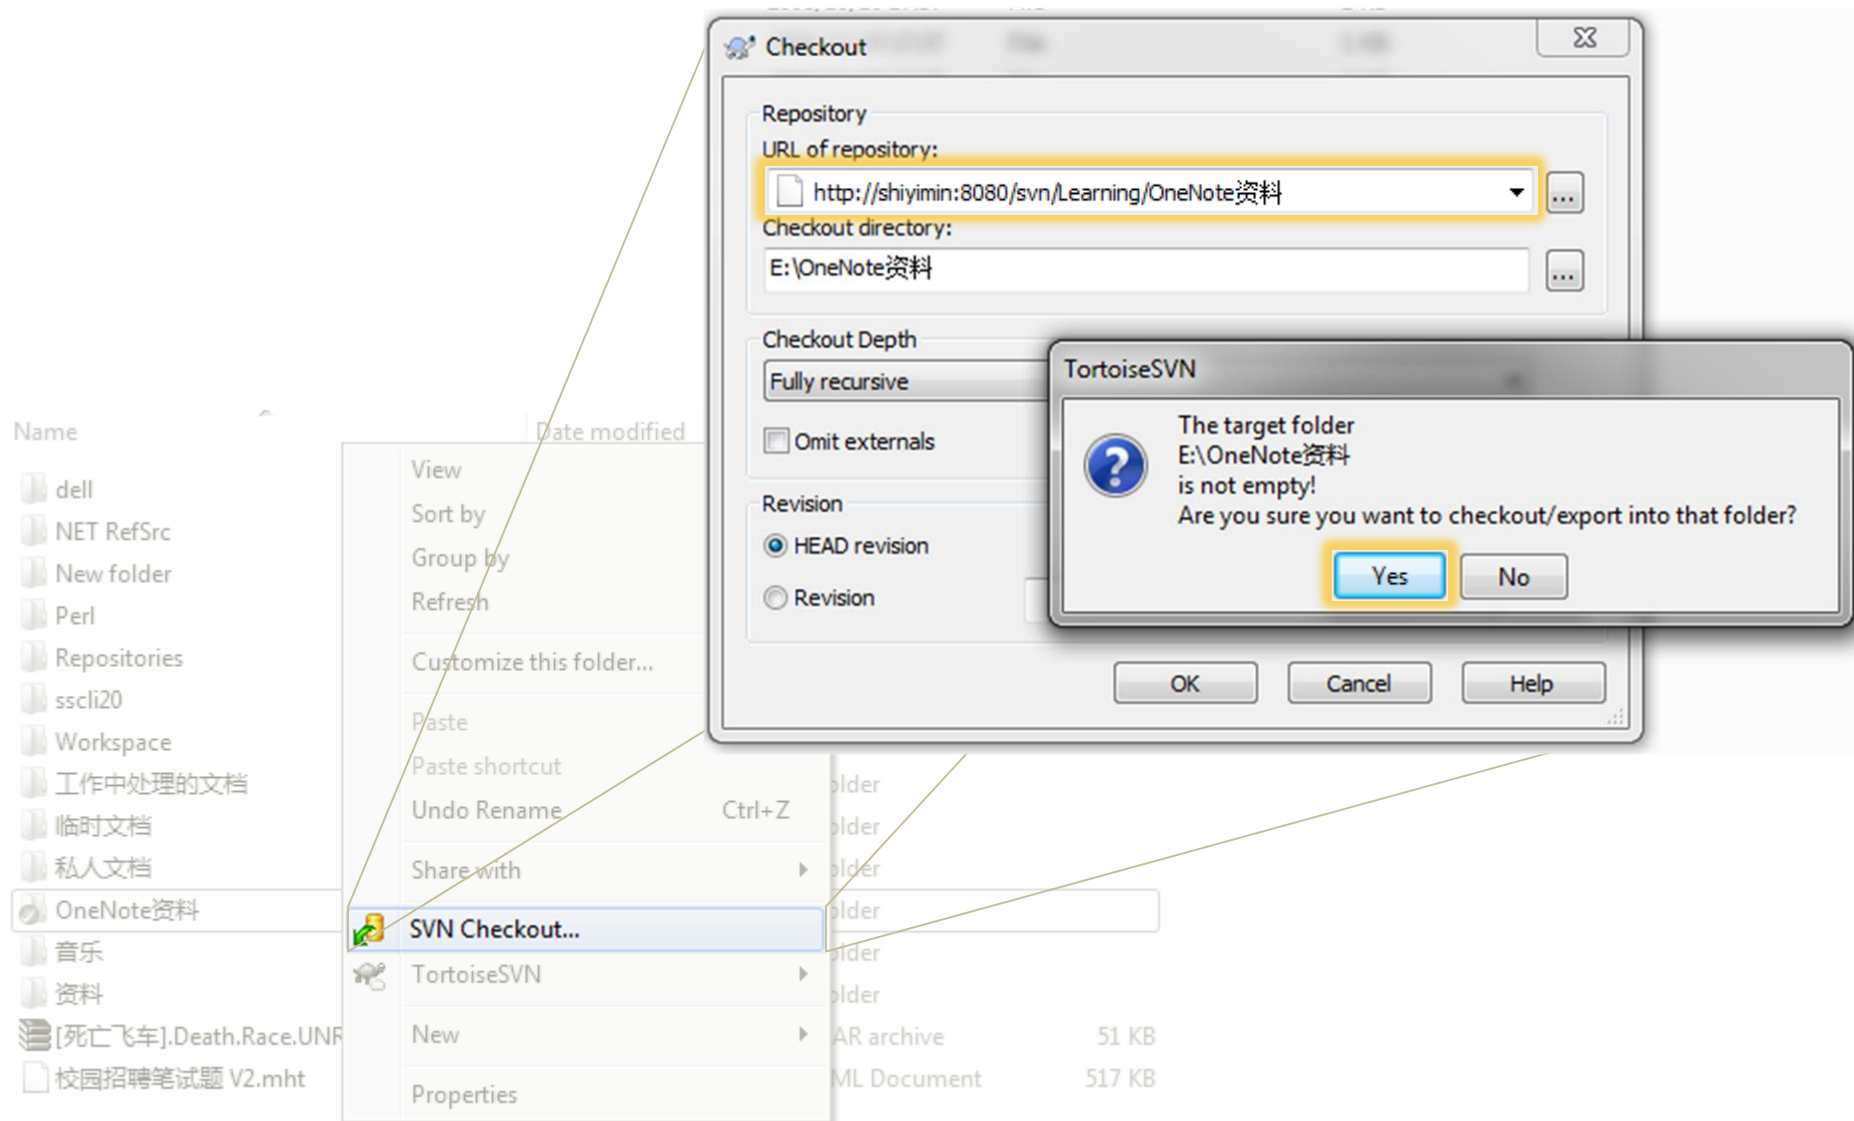 Checkout
Repository
URL of repository:
http://shiyimin:8080/svn/Learning/OneNote资料
...
Checkout directory:
E:\OneNote资料
...
Checkout Depth
Fully recursive
Omit externals
Revision
HEAD revision
Revision
OK Cancel Help
TortoiseSVN
The target folder
E:\OneNote资料
is not empty!
Are you sure you want to checkout/export into that folder?
Yes No
Name Date modified
dell
NET RefSrc
New folder
Perl
Repositories
sscli20
Workspace
工作中处理的文档
临时文档
私人文档
OneNote资料
音乐
资料
[死亡飞车].Death.Race.UNR
校园招聘笔试题 V2.mht
View
Sort by
Group by
Refresh
Customize this folder...
Paste
Paste shortcut
Undo Rename Ctrl+Z
Share with
SVN Checkout...
TortoiseSVN
New
Properties
older
older
older
older
older
older
AR archive 51 KB
ML Document 517 KB